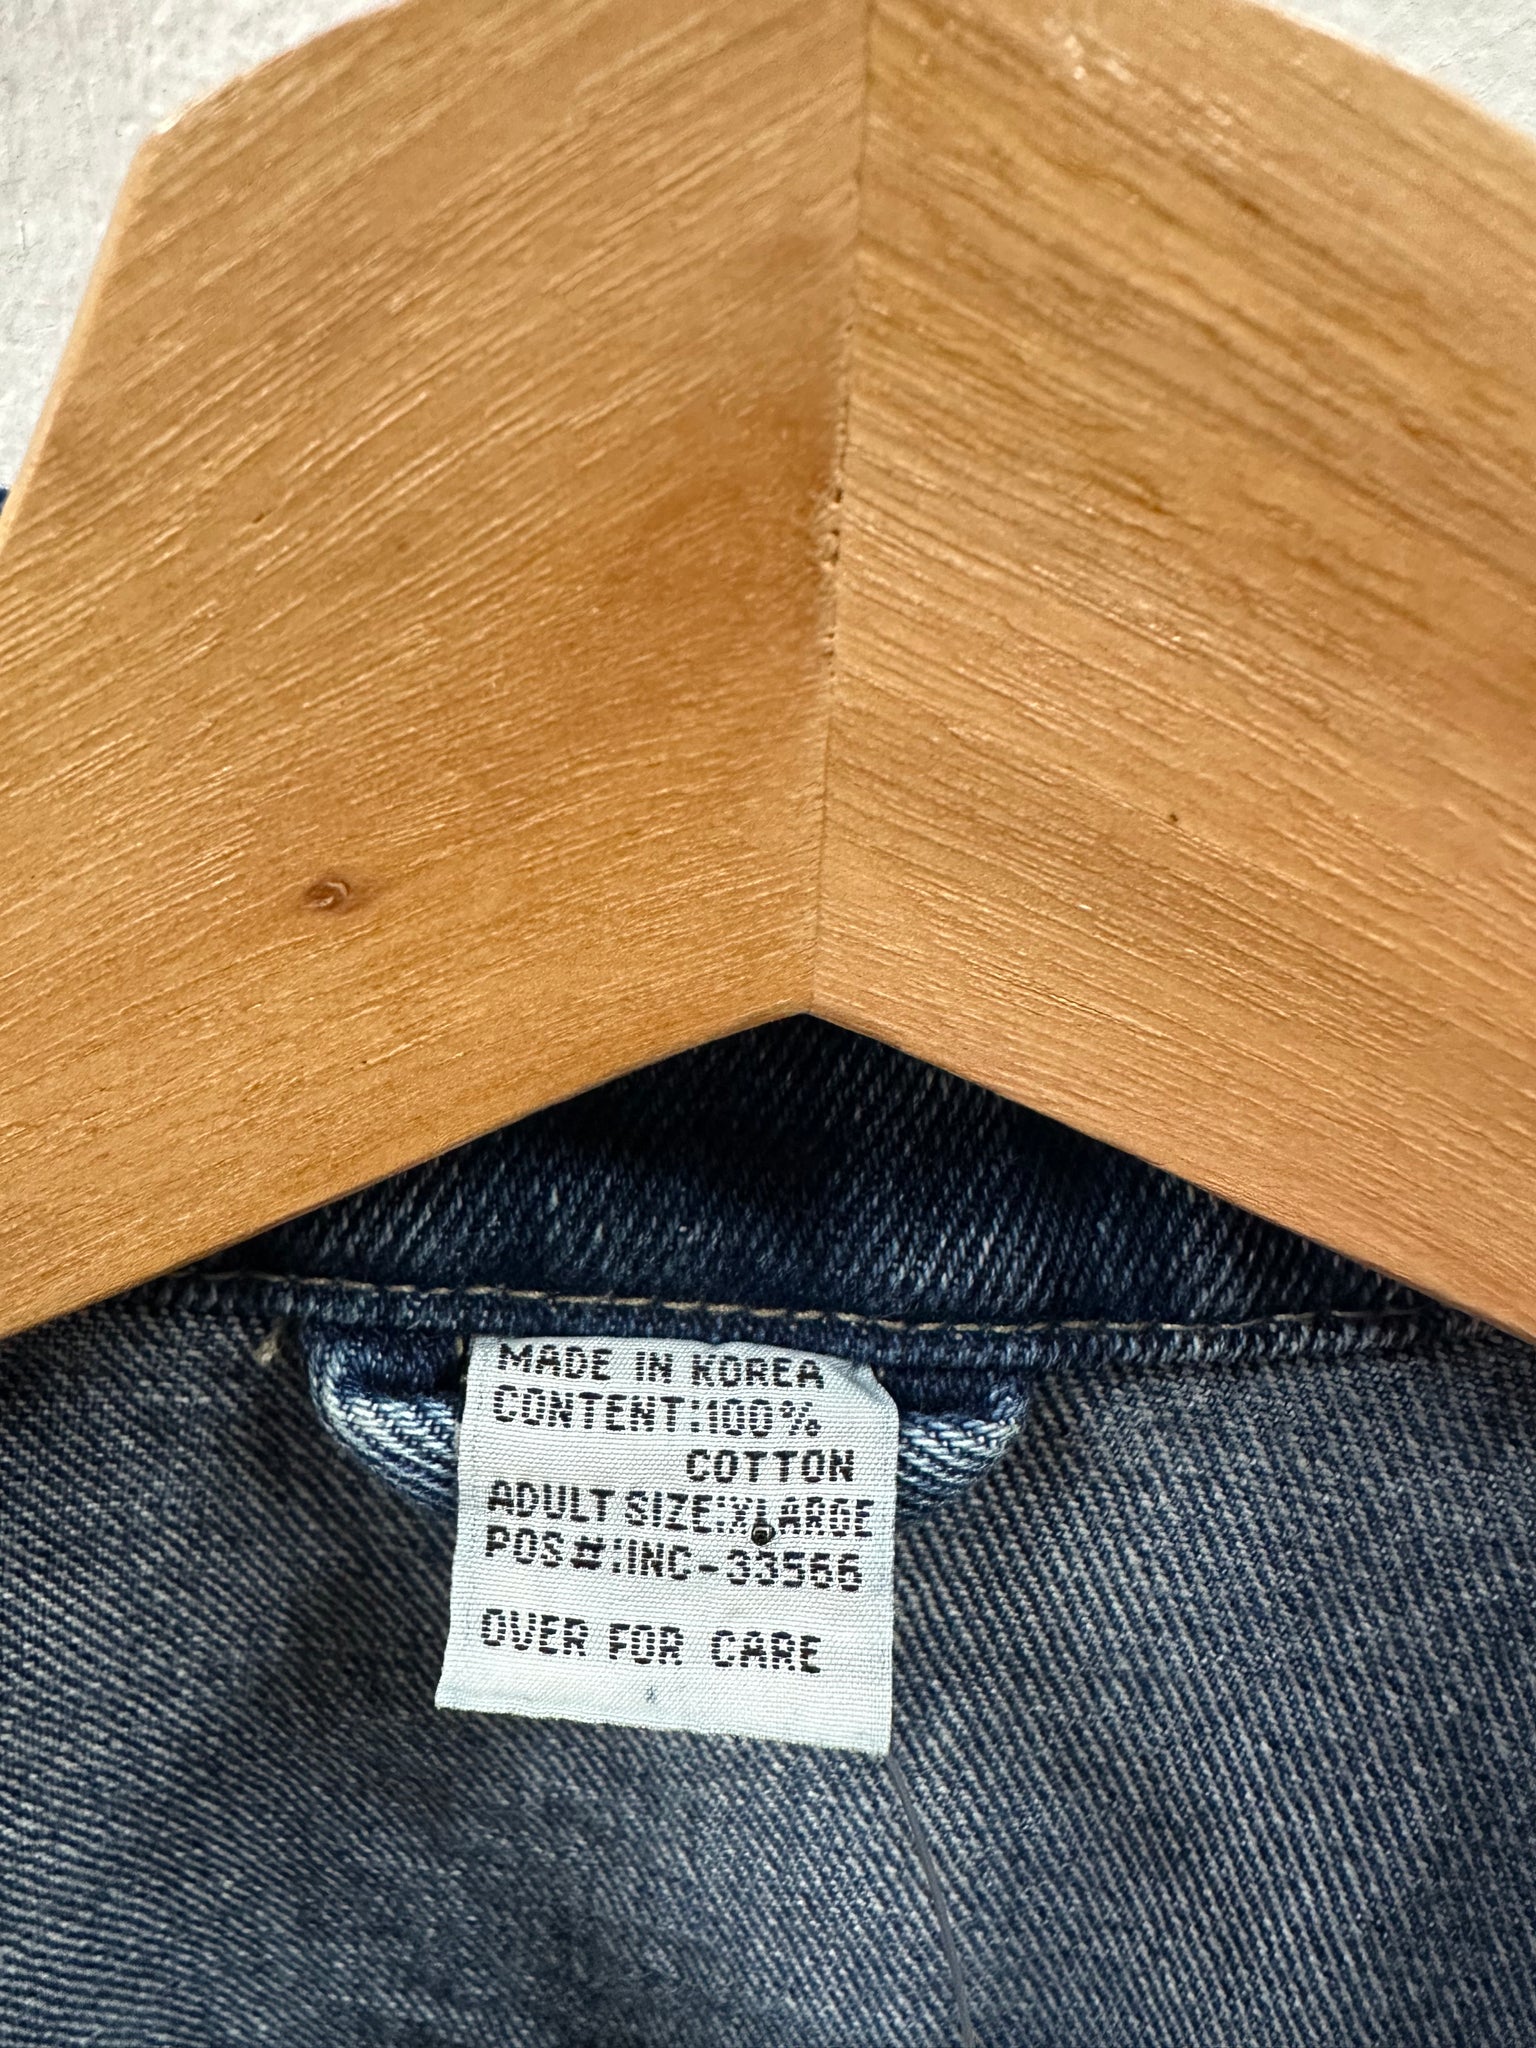 MADE IN KOREA
CONTENT:100%
COTTON
ADULT SIZE:XLARGE
POS#:INC-33566
OVER FOR CARE